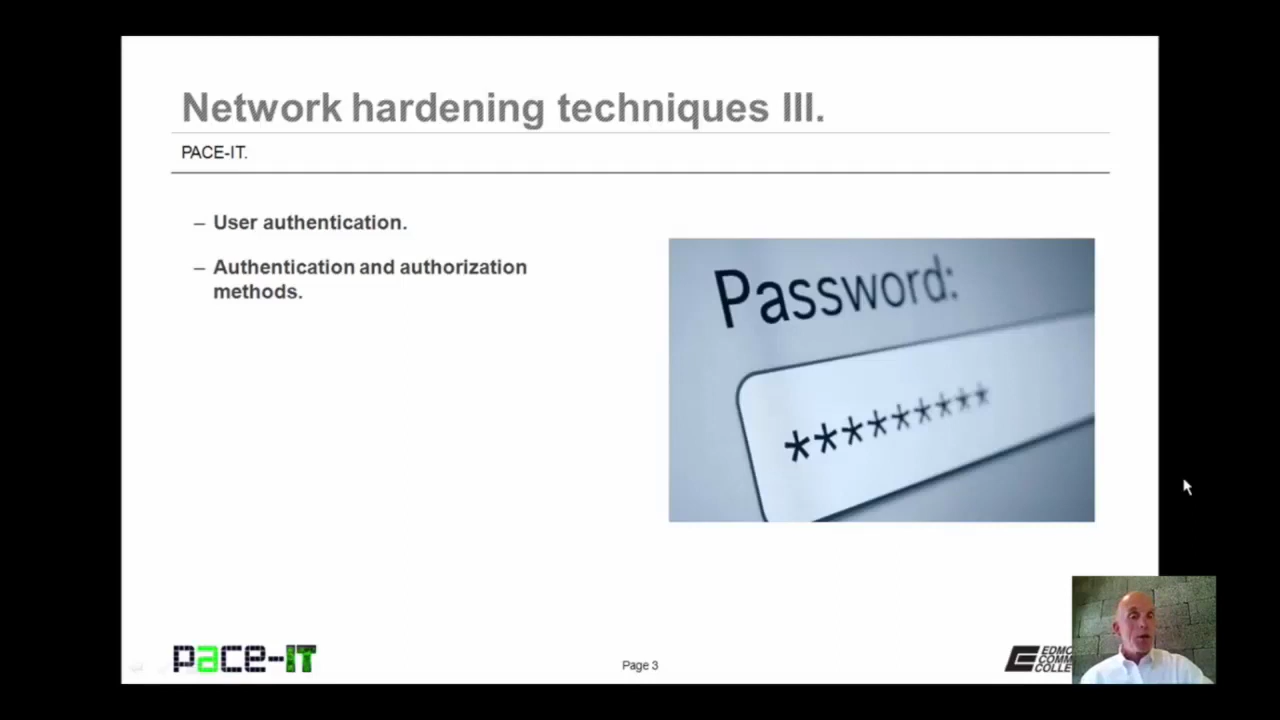 Network hardening techniques III.
PACE-IT.
– User authentication.
– Authentication and authorization
methods.
Password:
*********
pace-IT
Page 3